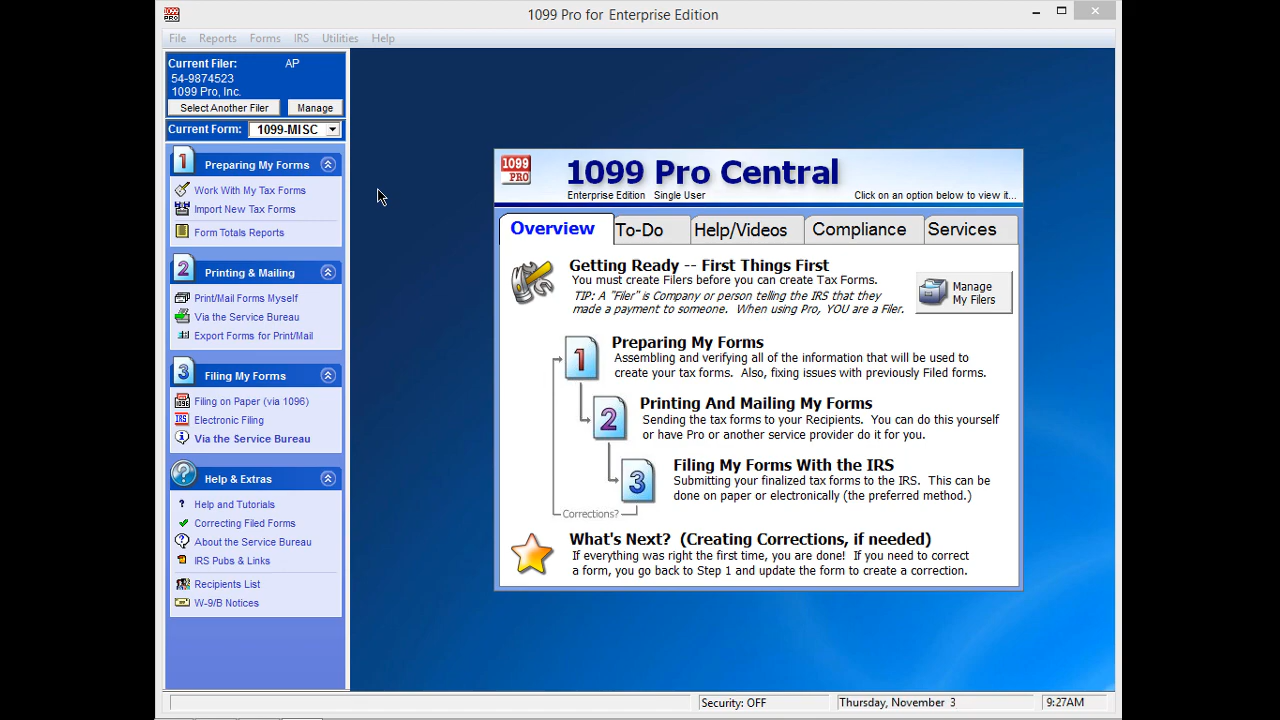 1099 PRO
1099 Pro for Enterprise Edition
File Reports Forms IRS Utilities Help
Current Filer: AP
54-9874523
1099 Pro, Inc.
Select Another Filer Manage
Current Form: 1099-MISC
1 Preparing My Forms
Work With My Tax Forms
Import New Tax Forms
Form Totals Reports
2 Printing & Mailing
Print/Mail Forms Myself
Via the Service Bureau
Export Forms for Print/Mail
3 Filing My Forms
Filing on Paper (via 1096)
IRS Electronic Filing
Via the Service Bureau
? Help & Extras
? Help and Tutorials
Correcting Filed Forms
About the Service Bureau
IRS Pubs & Links
Recipients List
W-9/B Notices
1099 PRO
1099 Pro Central
Enterprise Edition Single User Click on an option below to view it...
Overview To-Do Help/Videos Compliance Services
Getting Ready -- First Things First
You must create Filers before you can create Tax Forms.
TIP: A "Filer" is Company or person telling the IRS that they
made a payment to someone. When using Pro, YOU are a Filer.
Manage
My Filers
1 Preparing My Forms
Assembling and verifying all of the information that will be used to
create your tax forms. Also, fixing issues with previously Filed forms.
2 Printing And Mailing My Forms
Sending the tax forms to your Recipients. You can do this yourself
or have Pro or another service provider do it for you.
3 Filing My Forms With the IRS
Submitting your finalized tax forms to the IRS. This can be
done on paper or electronically (the preferred method.)
Corrections?
What's Next? (Creating Corrections, if needed)
If everything was right the first time, you are done! If you need to correct
a form, you go back to Step 1 and update the form to create a correction.
Security: OFF Thursday, November 3 9:27AM